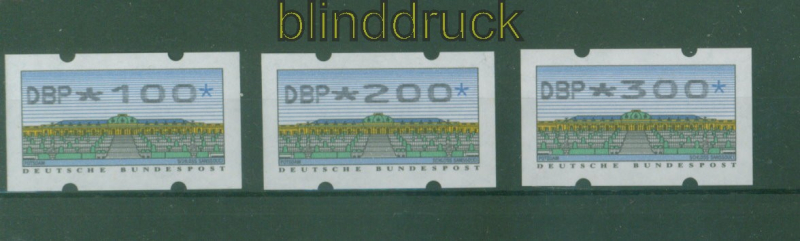 blinddruck
DBP*100*
DEUTSCHE BUNDESPOST
DBP*200*
DEUTSCHE BUNDESPOST
DBP*300*
DEUTSCHE BUNDESPOST